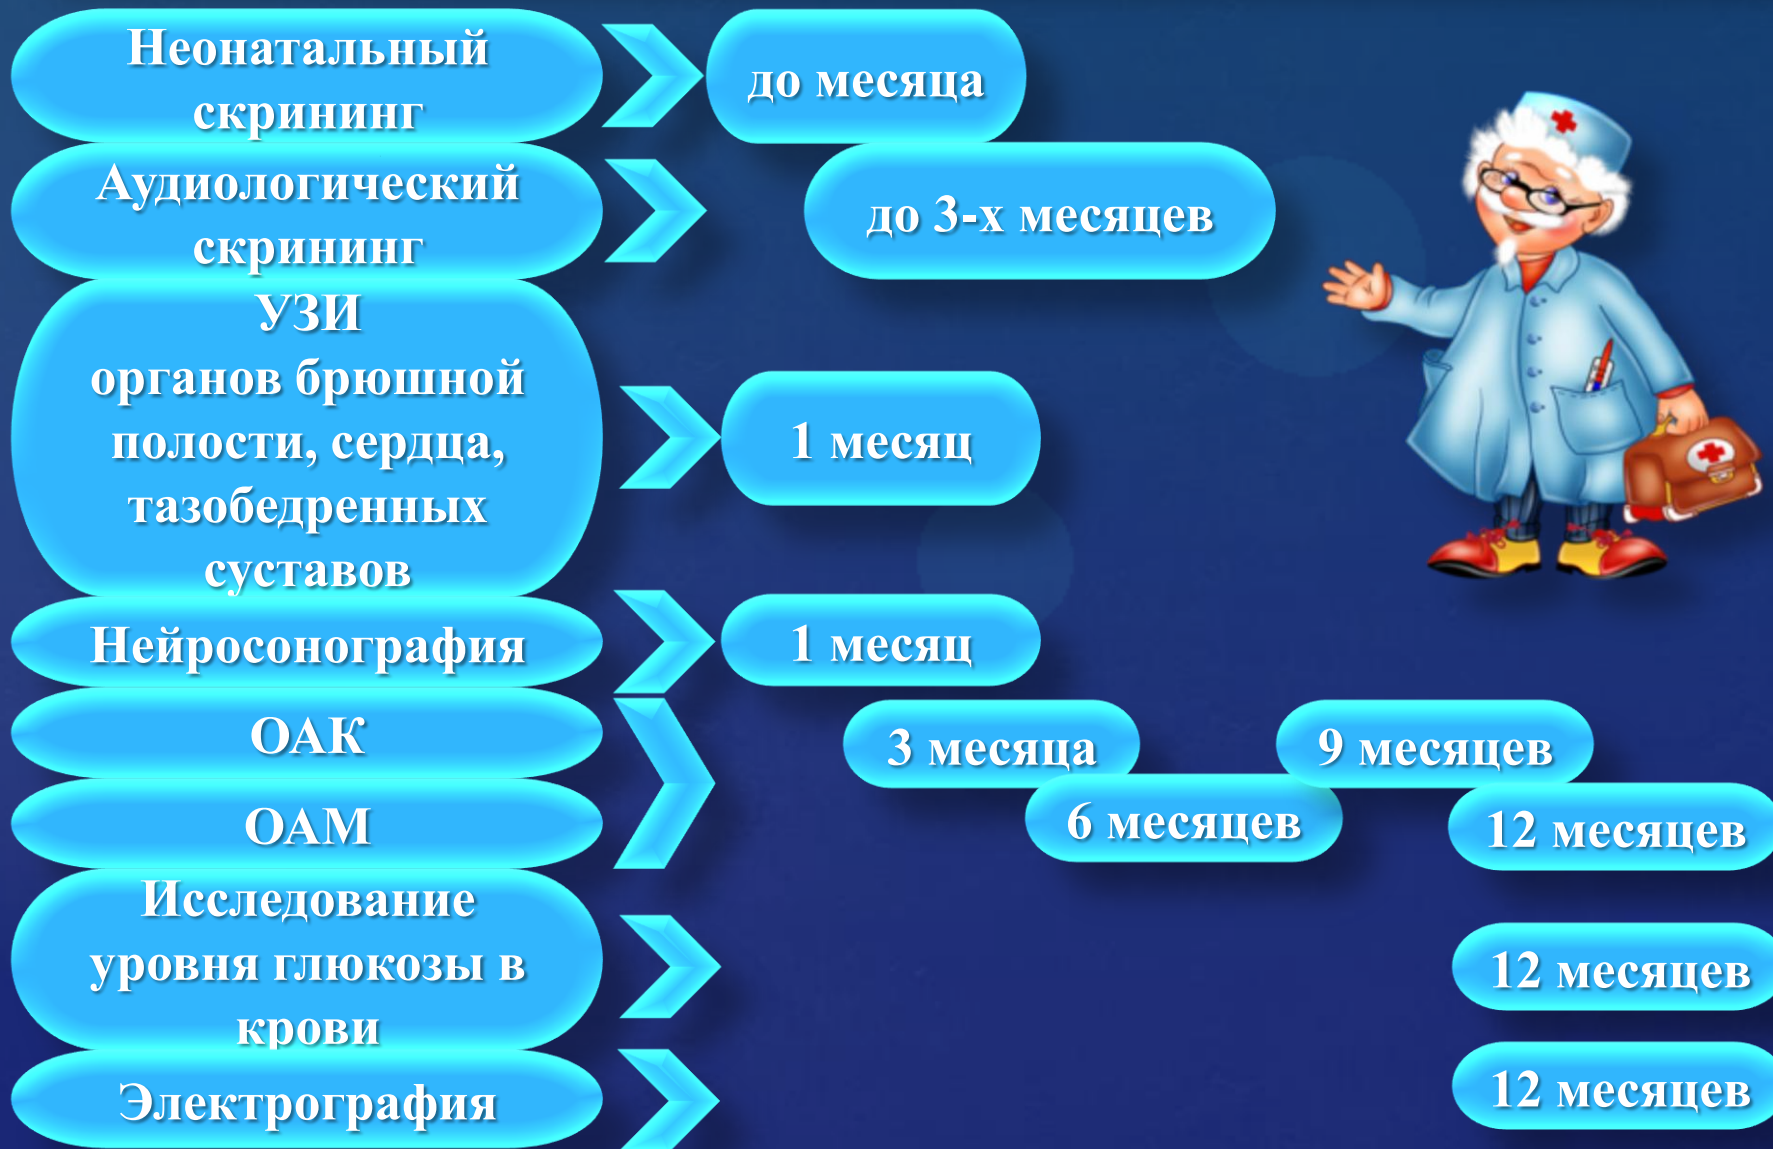 Неонатальный
скрининг
до месяца
Аудиологический
скрининг
до 3-х месяцев
УЗИ
органов брюшной
полости, сердца,
тазобедренных
суставов
1 месяц
Нейросонография
1 месяц
ОАК
3 месяца
9 месяцев
ОАМ
6 месяцев
12 месяцев
Исследование
уровня глюкозы в
крови
12 месяцев
Электрография
12 месяцев